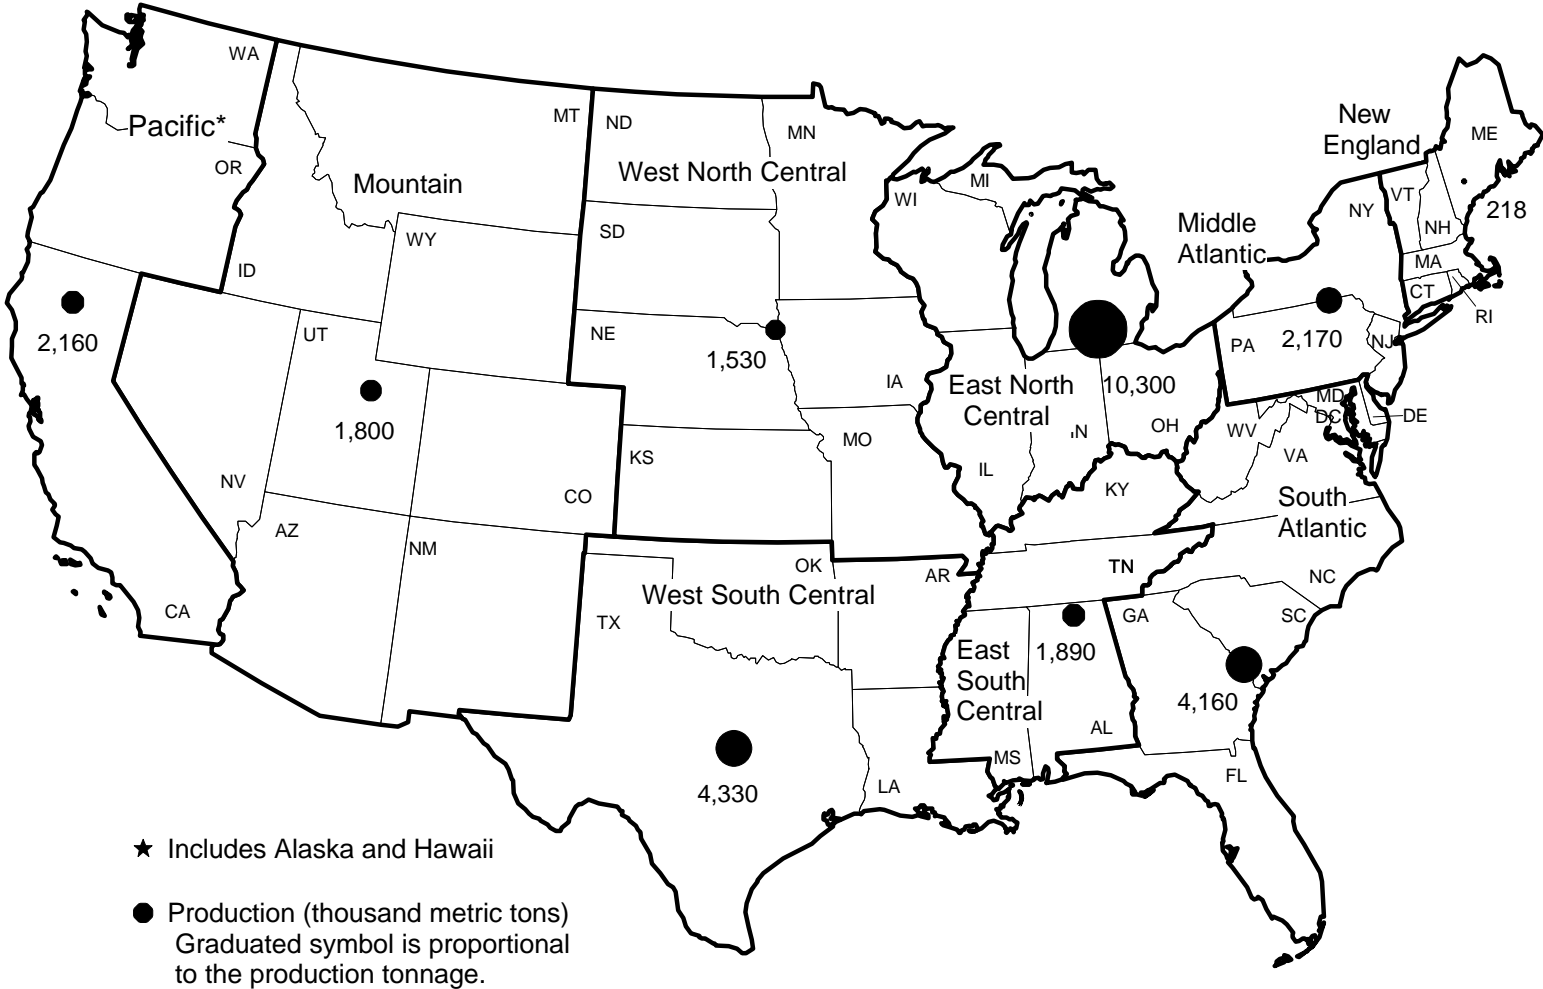 WA
Pacific*
OR
MT
ND
MN
West North Central
Mountain
WY
ID
SD
WI
MI
New
England
ME
VT
NY
NH
218
Middle
Atlantic
MA
CT
RI
2,160
UT
NE
1,530
IA
East North
Central
10,300
PA
2,170
NJ
MD
DC
DE
1,800
NV
CO
KS
MO
IL
IN
OH
WV
VA
KY
South
Atlantic
AZ
NM
CA
OK
AR
West South Central
TX
TN
NC
SC
GA
East
South
Central
1,890
4,160
AL
MS
FL
LA
4,330
★ Includes Alaska and Hawaii
● Production (thousand metric tons)
Graduated symbol is proportional
to the production tonnage.